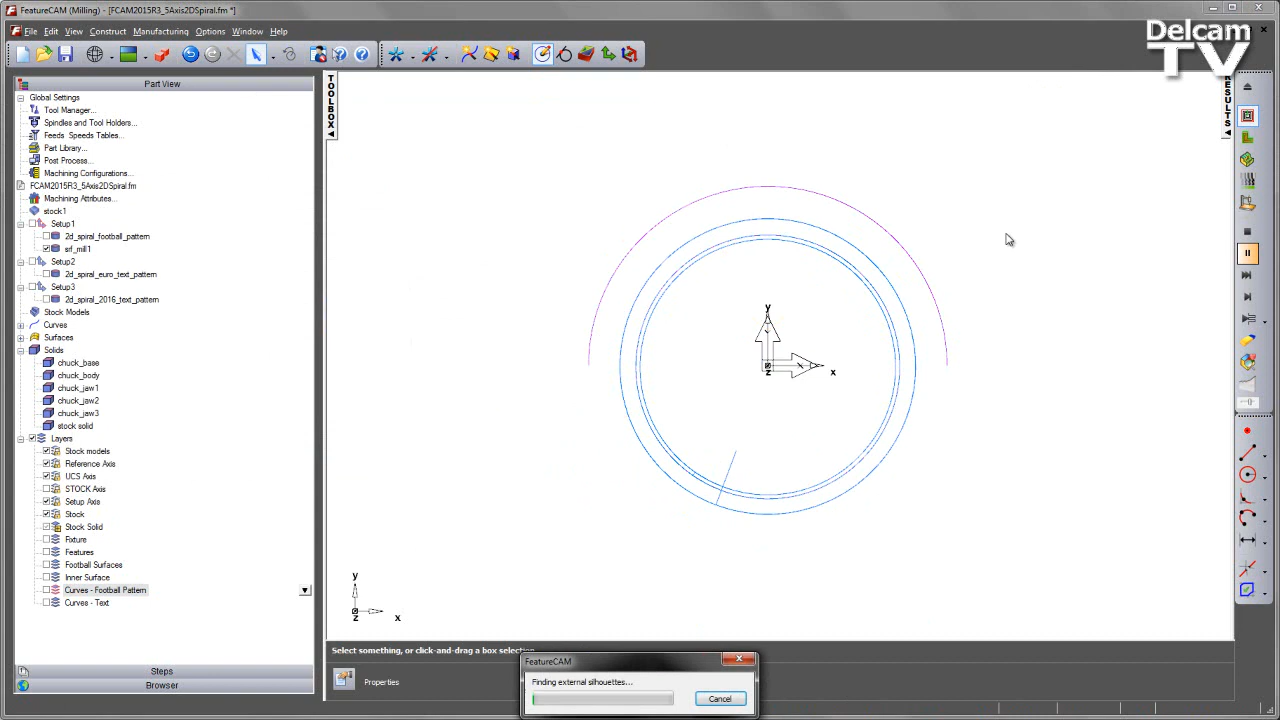 FeatureCAM (Milling) - [FCAM2015R3_5Axis2DSpiral.fm *]
File Edit View Construct Manufacturing Options Window Help
Delcam
TV
Part View
Global Settings
Tool Manager...
Spindles and Tool Holders...
Feeds Speeds Tables...
Part Library...
Post Process...
Machining Configurations...
FCAM2015R3_5Axis2DSpiral.fm
Machining Attributes...
stock1
Setup1
2d_spiral_football_pattern
srf_mill1
Setup2
2d_spiral_euro_text_pattern
Setup3
2d_spiral_2016_text_pattern
Stock Models
Curves
Surfaces
Solids
chuck_base
chuck_body
chuck_jaw1
chuck_jaw2
chuck_jaw3
stock solid
Layers
Stock models
Reference Axis
UCS Axis
STOCK Axis
Setup Axis
Stock
Stock Solid
Fixture
Features
Football Surfaces
Inner Surface
Curves - Football Pattern
Curves - Text
Steps
Browser
TOOLBOX
RESULTS
y
x
z
y
x
z
Select something, or click-and-drag a box selection
Properties
FeatureCAM
Finding external silhouettes...
Cancel